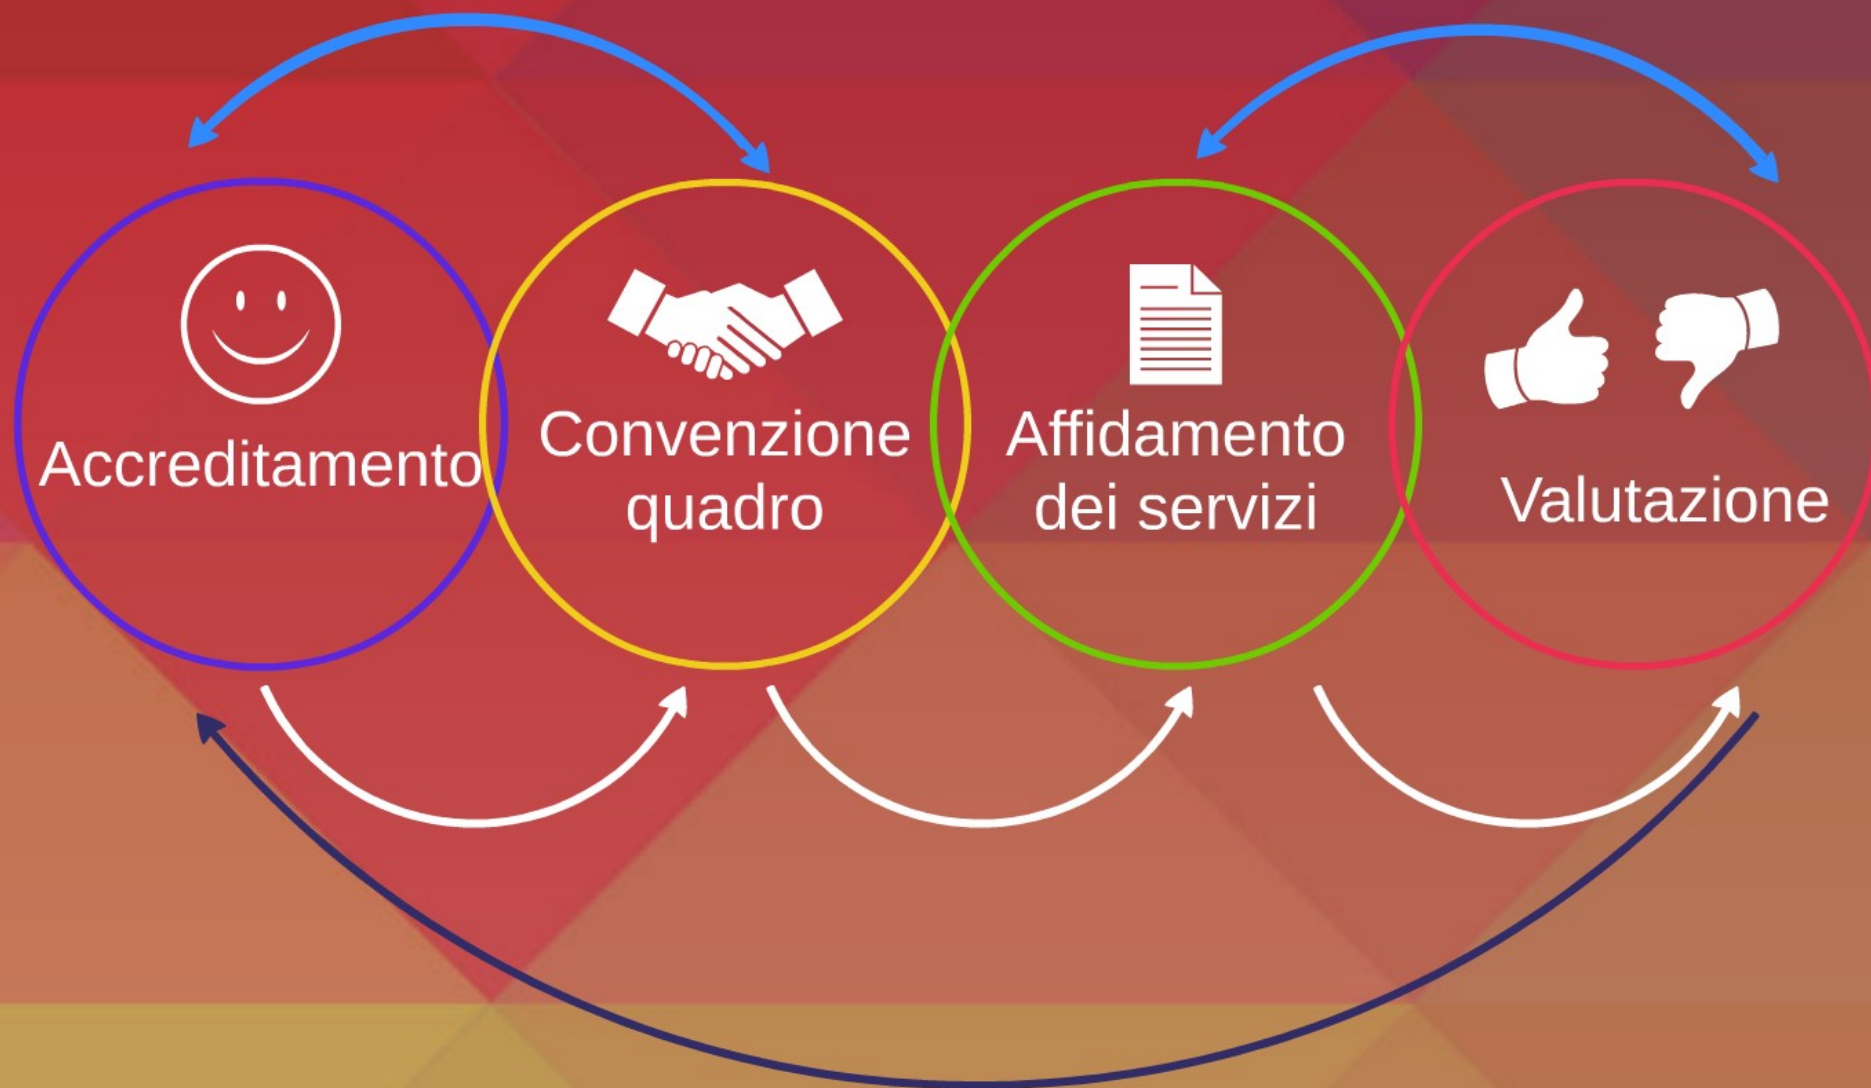 Accreditamento
Convenzione
quadro
Affidamento
dei servizi
Valutazione